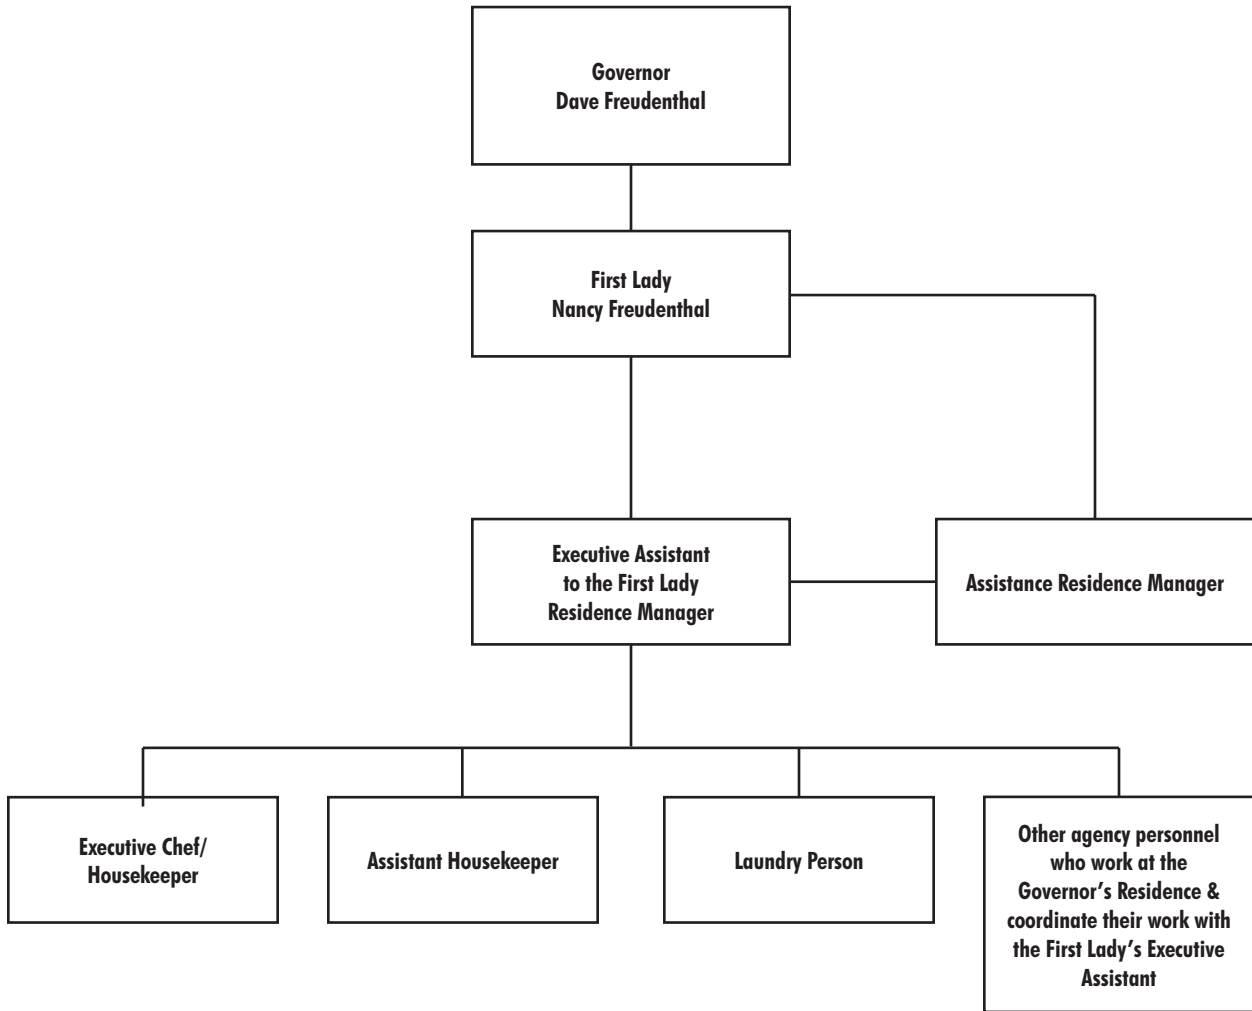 Governor
Dave Freudenthal
First Lady
Nancy Freudenthal
Executive Assistant
to the First Lady
Residence Manager
Assistance Residence Manager
Executive Chef/
Housekeeper
Assistant Housekeeper
Laundry Person
Other agency personnel
who work at the
Governor’s Residence &
coordinate their work with
the First Lady’s Executive
Assistant